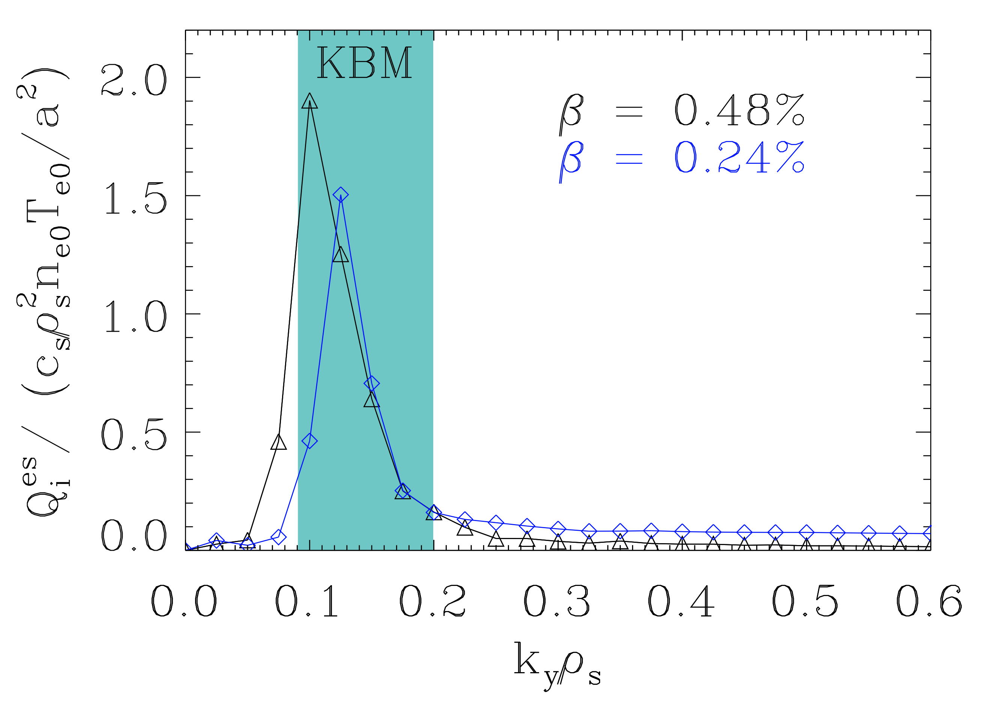 KBM
β = 0.48%
β = 0.24%
Q_i^es / (c_s ρ_s^2 n_e0 T_e0 / a^2)
2.0
1.5
1.0
0.5
0.0
0.0 0.1 0.2 0.3 0.4 0.5 0.6
k_y ρ_s